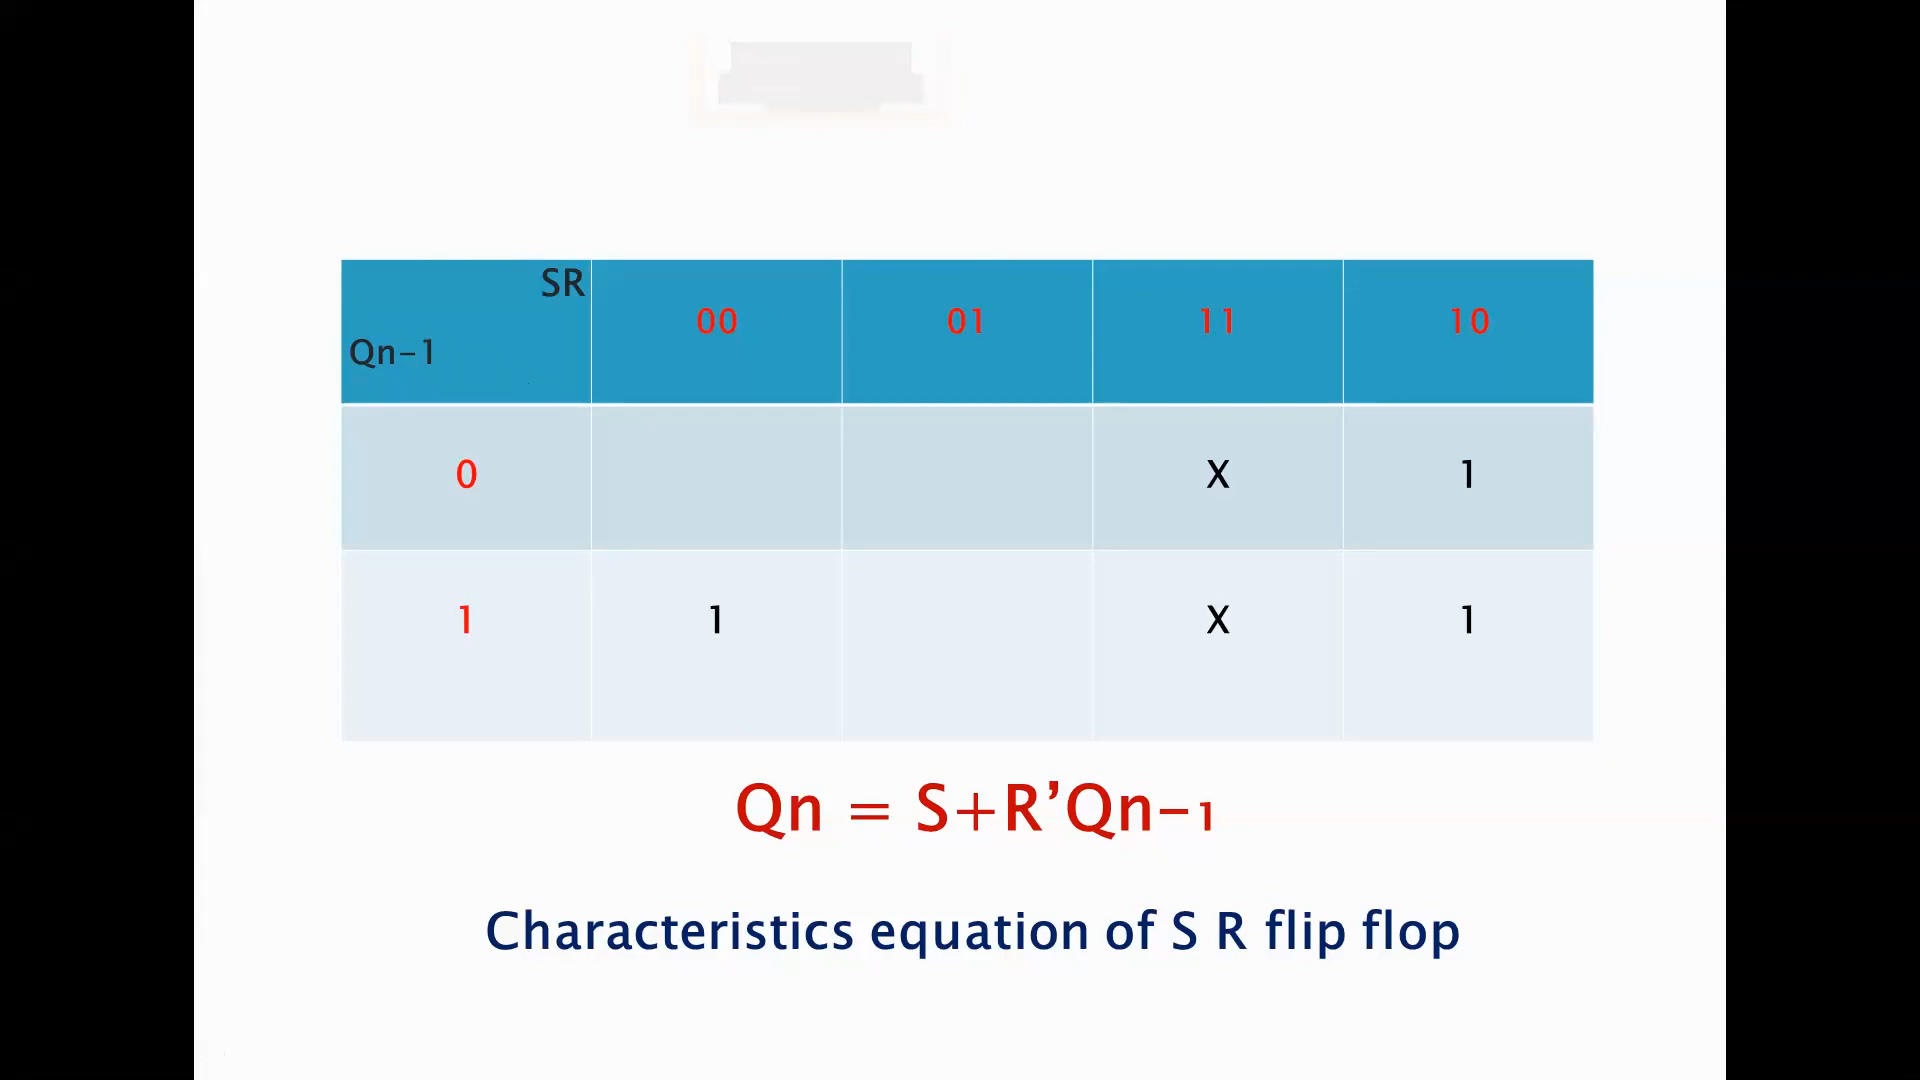 SR
Qn-1
00 01 11 10
0 X 1
1 1 X 1
Qn = S+R’Qn-1
Characteristics equation of S R flip flop